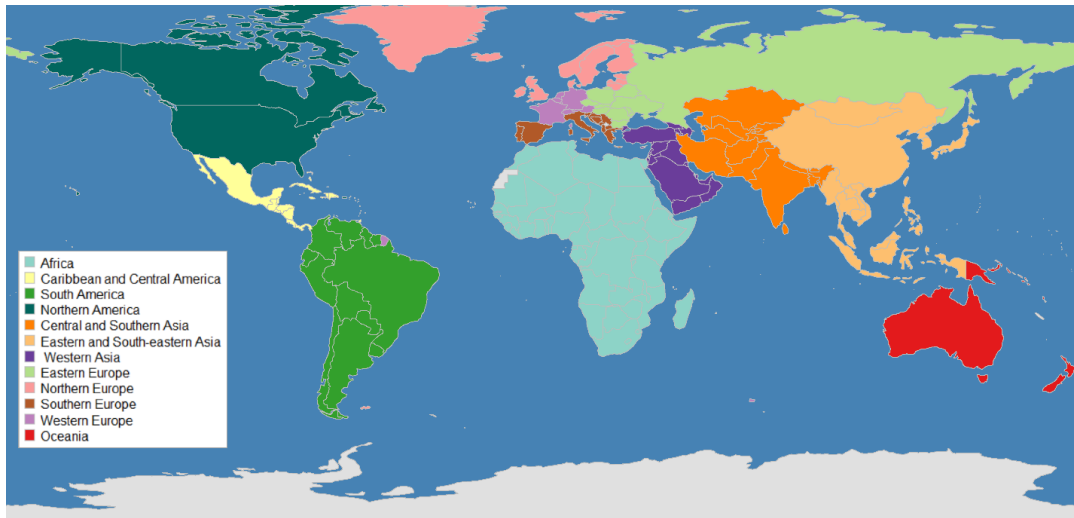 Africa
Caribbean and Central America
South America
Northern America
Central and Southern Asia
Eastern and South-eastern Asia
Western Asia
Eastern Europe
Northern Europe
Southern Europe
Western Europe
Oceania